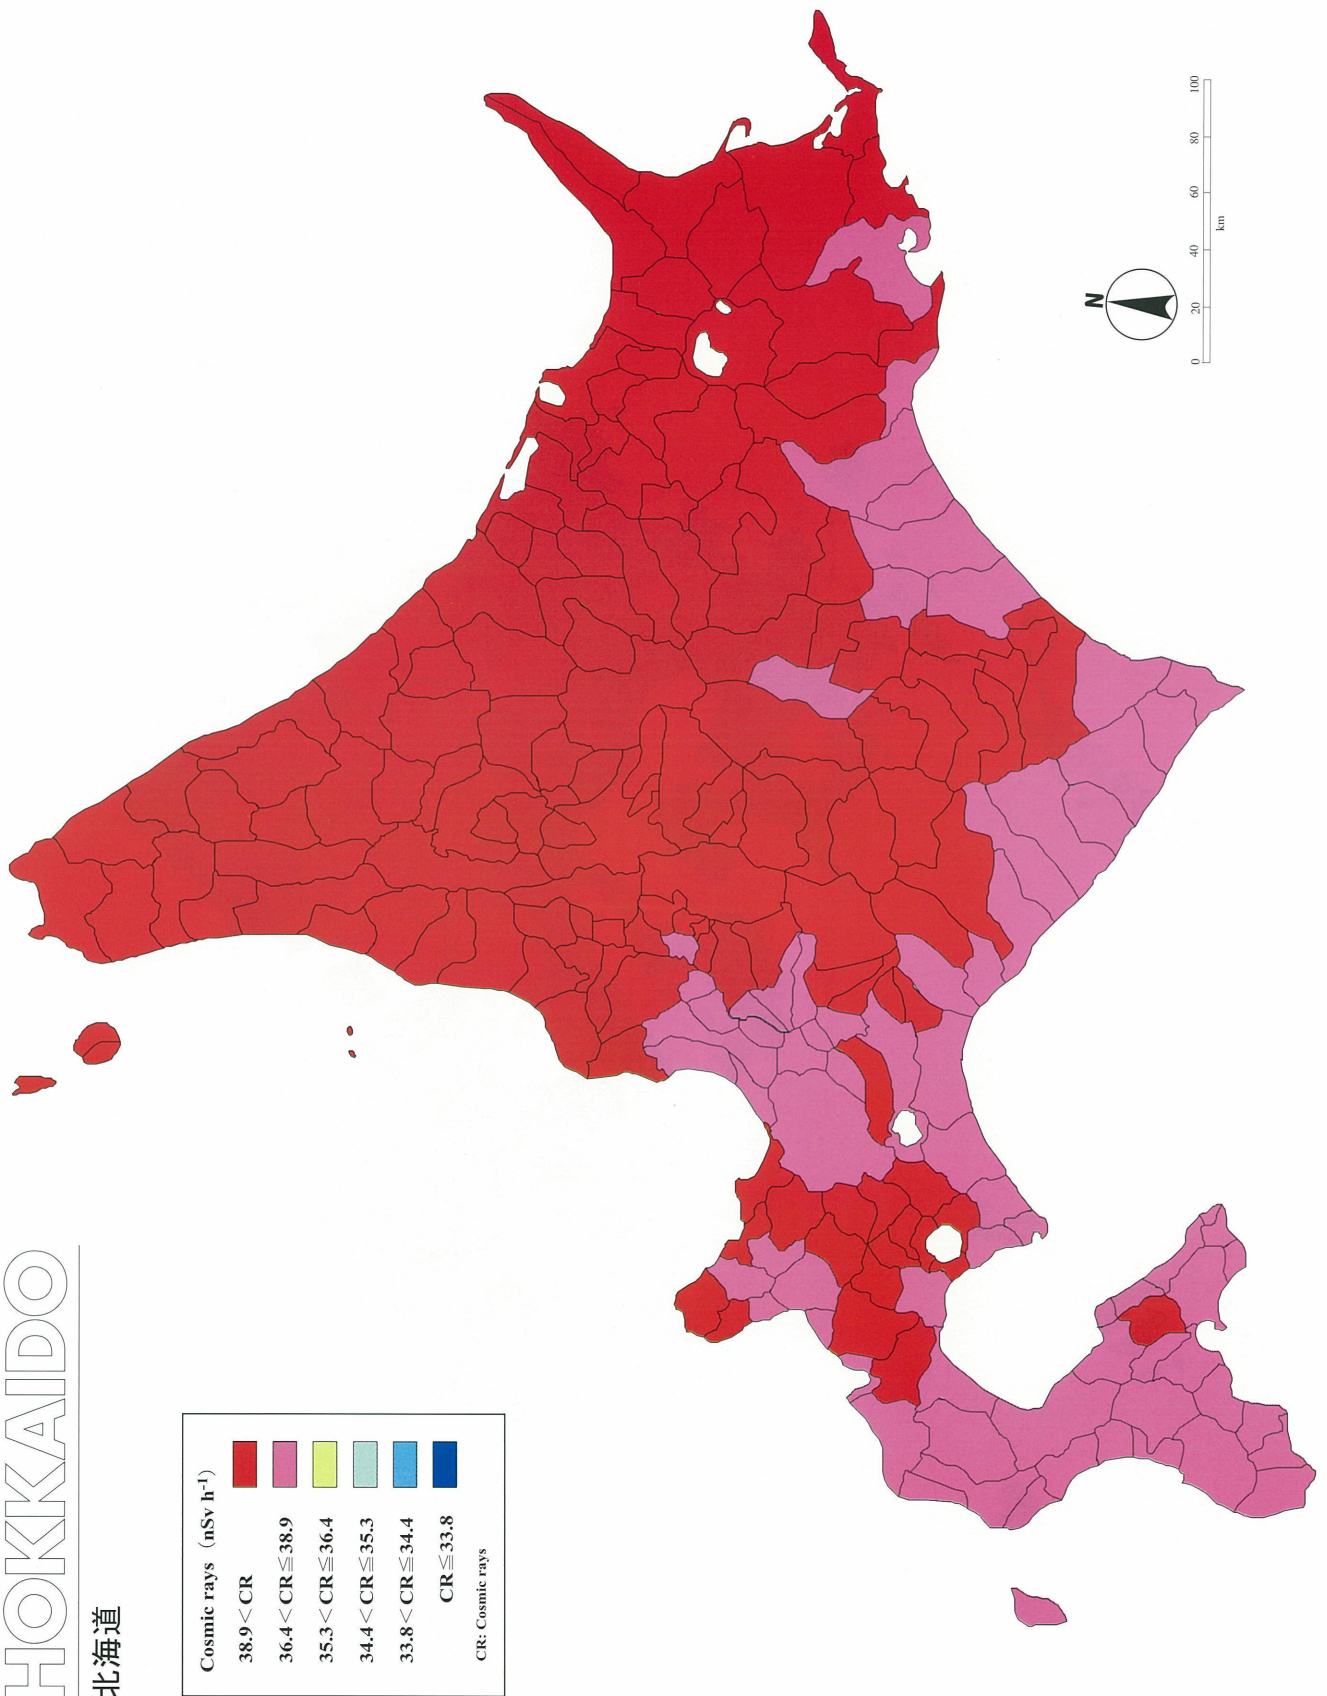 HOKKAIDO
北海道
Cosmic rays (nSv h⁻¹)
38.9＜CR
36.4＜CR≦38.9
35.3＜CR≦36.4
34.4＜CR≦35.3
33.8＜CR≦34.4
CR≦33.8
CR: Cosmic rays
N
0 20 40 60 80 100
km